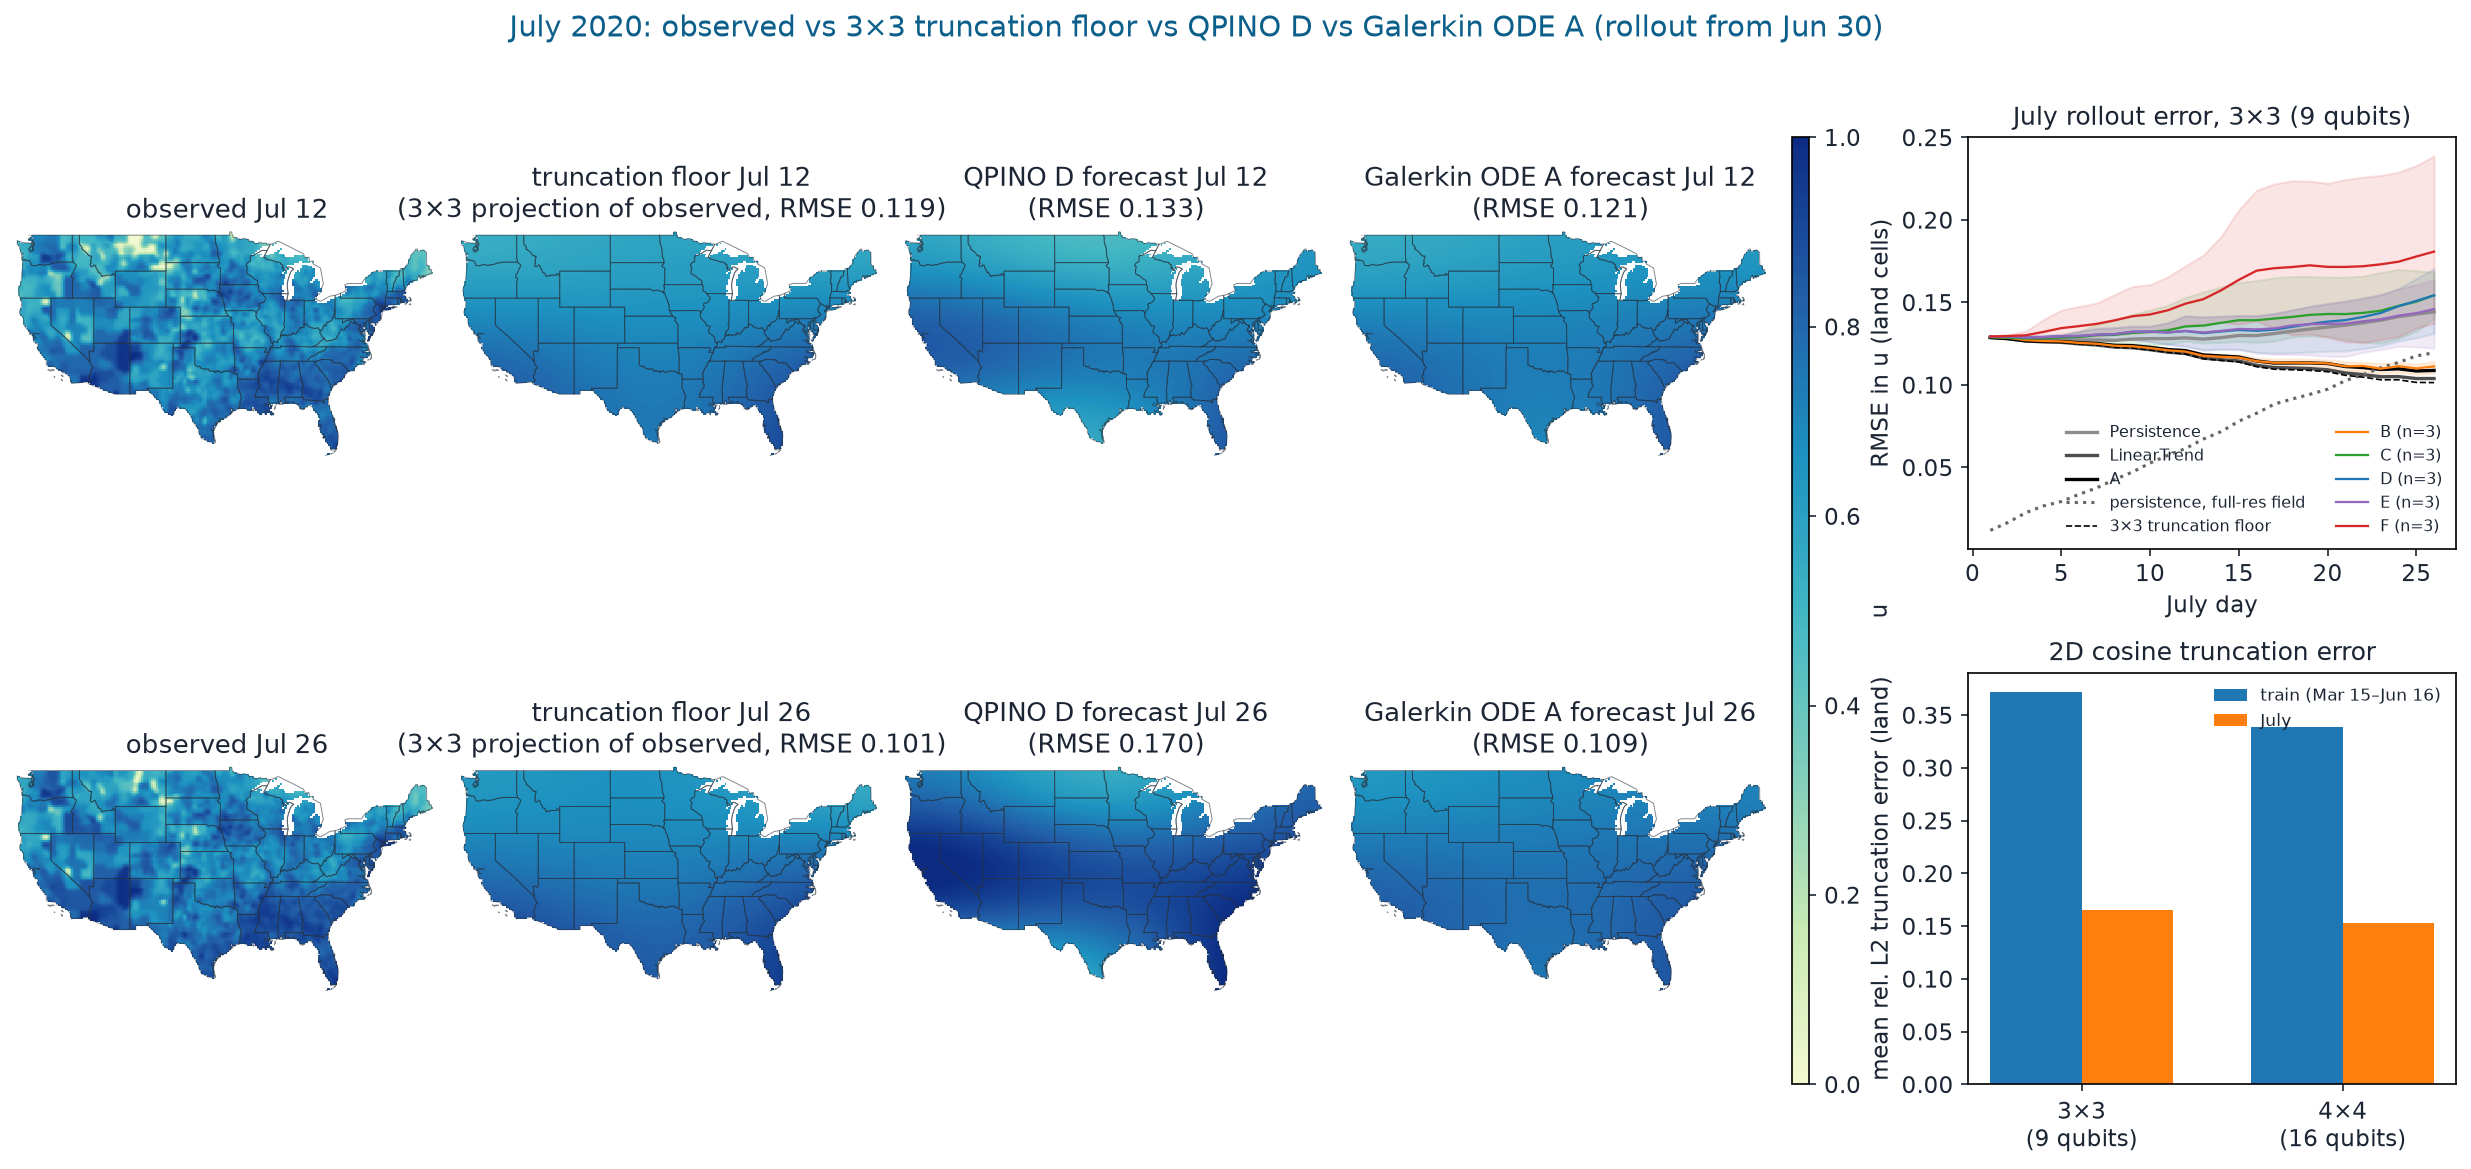 July 2020: observed vs 3×3 truncation floor vs QPINO D vs Galerkin ODE A (rollout from Jun 30)
observed Jul 12
truncation floor Jul 12
(3×3 projection of observed, RMSE 0.119)
QPINO D forecast Jul 12
(RMSE 0.133)
Galerkin ODE A forecast Jul 12
(RMSE 0.121)
observed Jul 26
truncation floor Jul 26
(3×3 projection of observed, RMSE 0.101)
QPINO D forecast Jul 26
(RMSE 0.170)
Galerkin ODE A forecast Jul 26
(RMSE 0.109)
1.0
0.8
0.6
0.4
0.2
0.0
u
July rollout error, 3×3 (9 qubits)
RMSE in u (land cells)
0.25
0.20
0.15
0.10
0.05
Persistence
LinearTrend
A
persistence, full-res field
3×3 truncation floor
B (n=3)
C (n=3)
D (n=3)
E (n=3)
F (n=3)
0
5
10
15
20
25
July day
2D cosine truncation error
mean rel. L2 truncation error (land)
0.35
0.30
0.25
0.20
0.15
0.10
0.05
0.00
train (Mar 15–Jun 16)
July
3×3
(9 qubits)
4×4
(16 qubits)